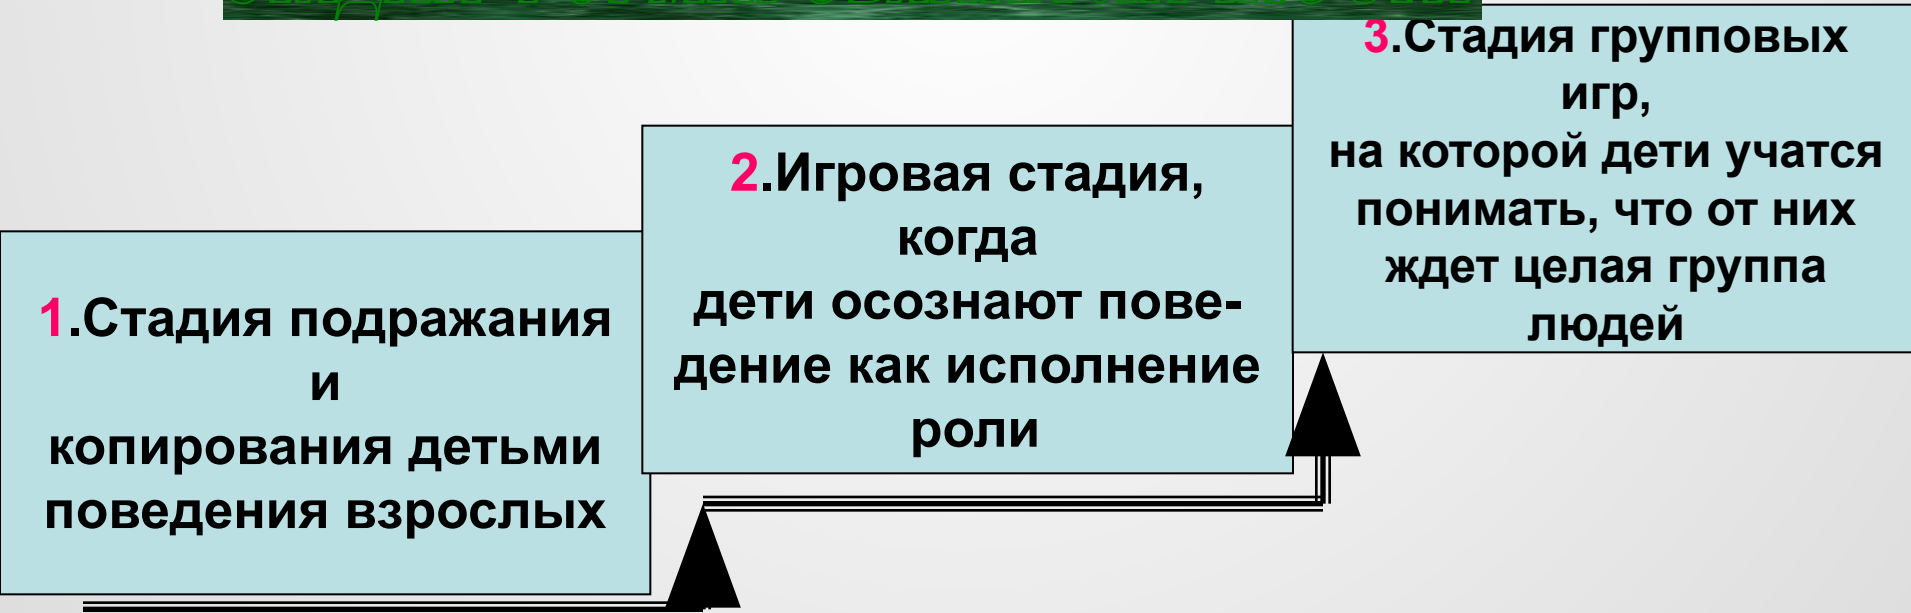 1.Стадия подражания
и
копирования детьми
поведения взрослых
2.Игровая стадия,
когда
дети осознают пове-
дение как исполнение
роли
3.Стадия групповых
игр,
на которой дети учатся
понимать, что от них
ждет целая группа
людей